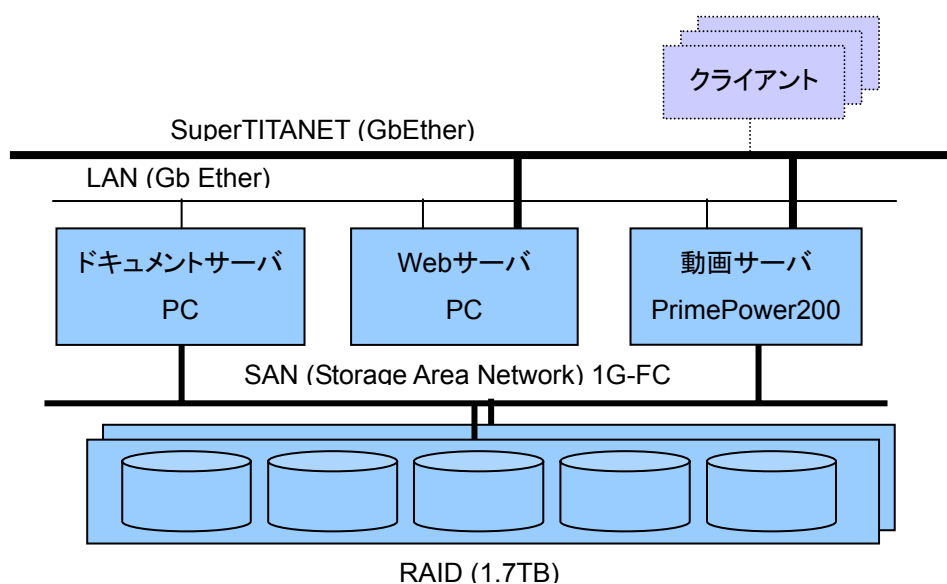 クライアント
SuperTITANET (GbEther)
LAN (Gb Ether)
ドキュメントサーバ
PC
Webサーバ
PC
動画サーバ
PrimePower200
SAN (Storage Area Network) 1G-FC
RAID (1.7TB)